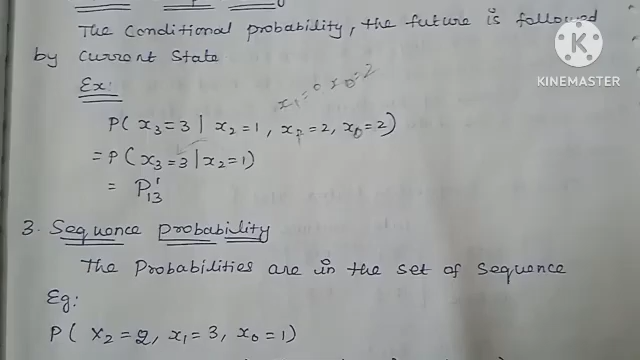 The Conditional probability, the future is followed
by Current State
Ex:
x₁=0 x₀=2
P( x₃=3 | x₂=1, x₁=2, x₀=2)
= P( x₃=3 | x₂=1)
= P₁₃'
3. Sequence Probability
The Probabilities are in the set of Sequence
Eg:
P( X₂=2, x₁=3, x₀=1)
KINEMASTER